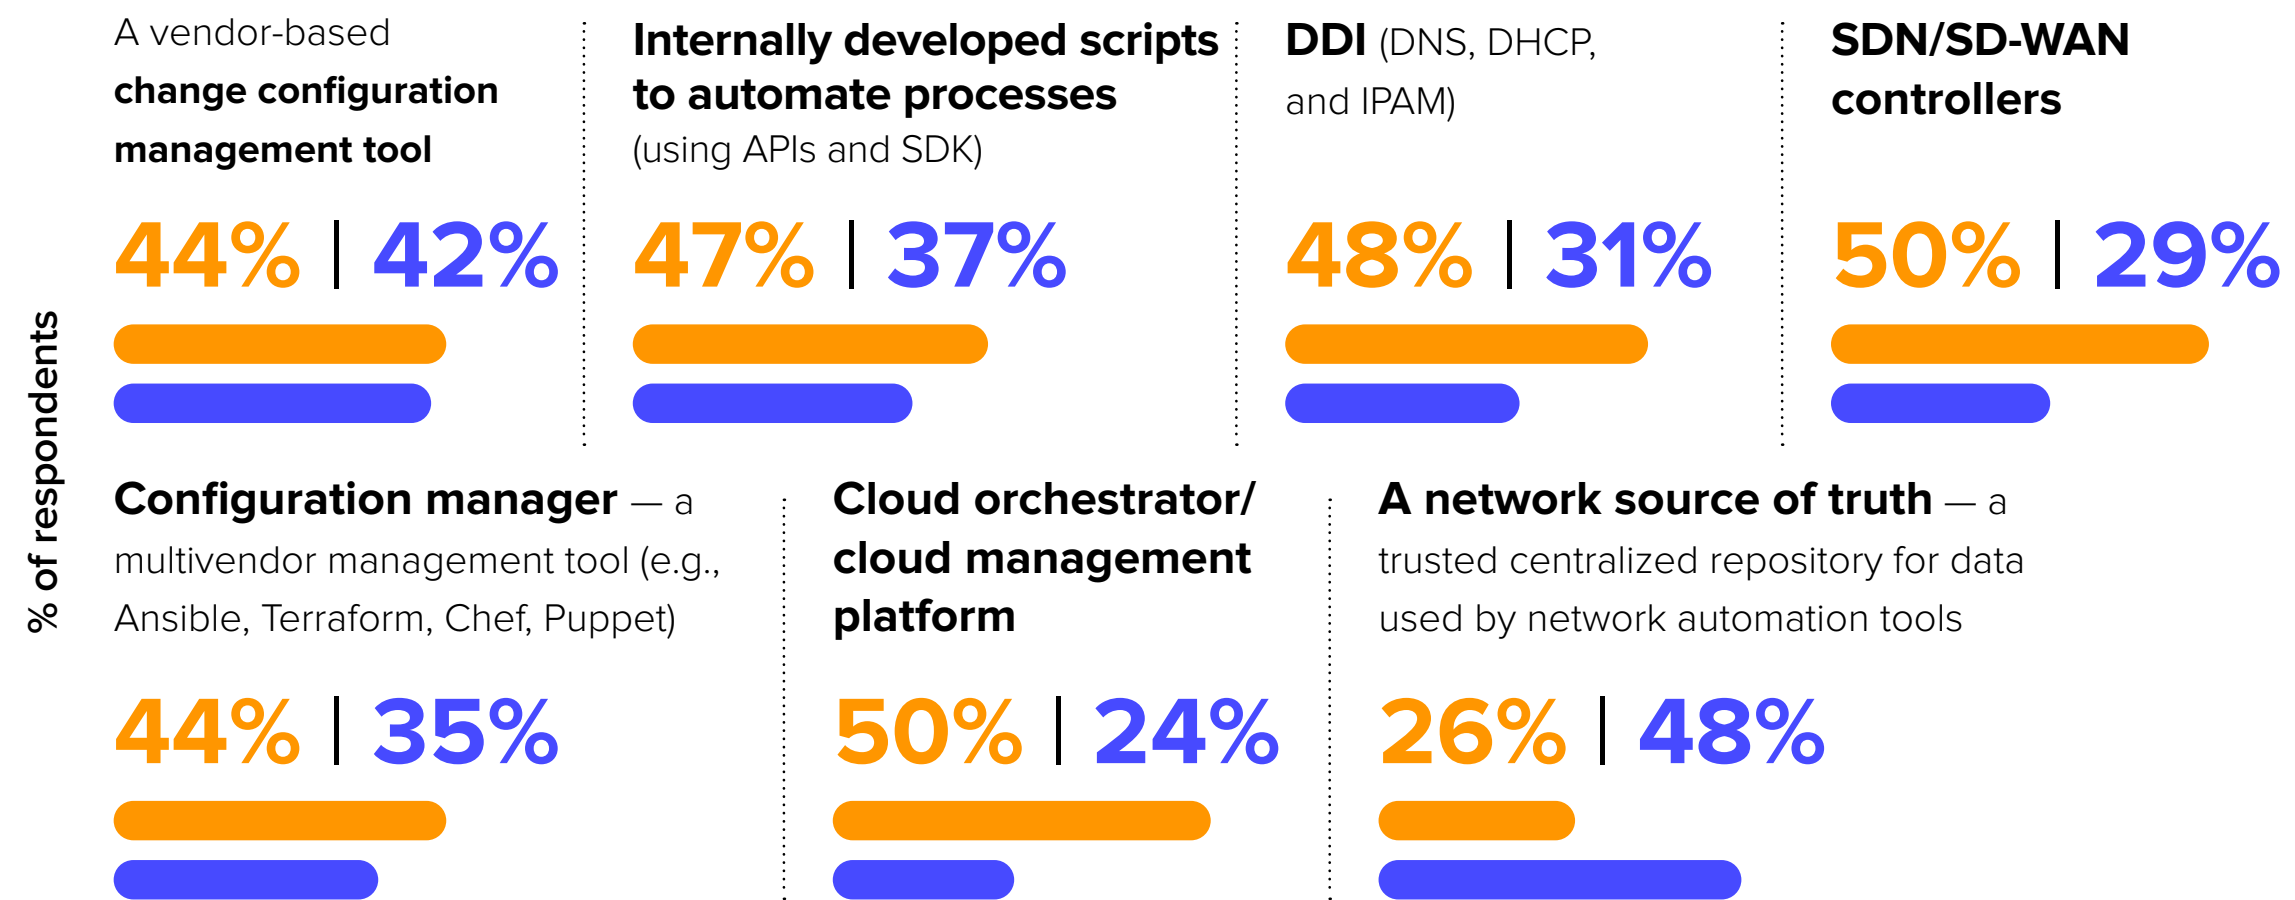 % of respondents
A vendor-based
change configuration
management tool
44% | 42%
Internally developed scripts
to automate processes
(using APIs and SDK)
47% | 37%
DDI (DNS, DHCP,
and IPAM)
48% | 31%
SDN/SD-WAN
controllers
50% | 29%
Configuration manager — a
multivendor management tool (e.g.,
Ansible, Terraform, Chef, Puppet)
44% | 35%
Cloud orchestrator/
cloud management
platform
50% | 24%
A network source of truth — a
trusted centralized repository for data
used by network automation tools
26% | 48%